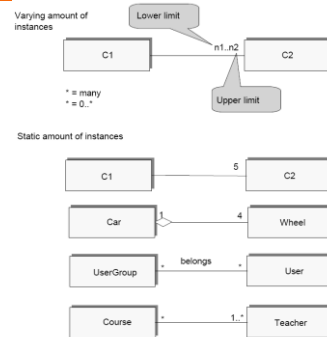 Varying amount of
instances
Lower limit
C1
n1..n2
C2
* = many
* = 0..*
Upper limit
Static amount of instances
C1
5
C2
Car
1
4
Wheel
UserGroup
*
belongs
*
User
Course
*
1..*
Teacher